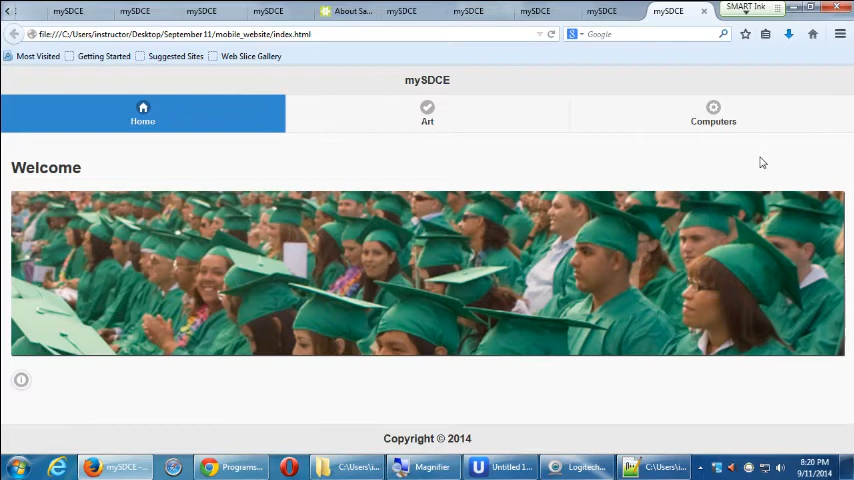 mySDCE
mySDCE
mySDCE
mySDCE
About Sa...
mySDCE
mySDCE
mySDCE
mySDCE
mySDCE
SMART Ink
file:///C:/Users/instructor/Desktop/September11/mobile_website/index.html
Google
Most Visited
Getting Started
Suggested Sites
Web Slice Gallery
mySDCE
Home
Art
Computers
Welcome
Copyright © 2014
mySDCE -...
Programs...
C:\Users\i...
Magnifier
Untitled 1...
Logitech...
C:\Users\i...
8:20 PM
9/11/2014